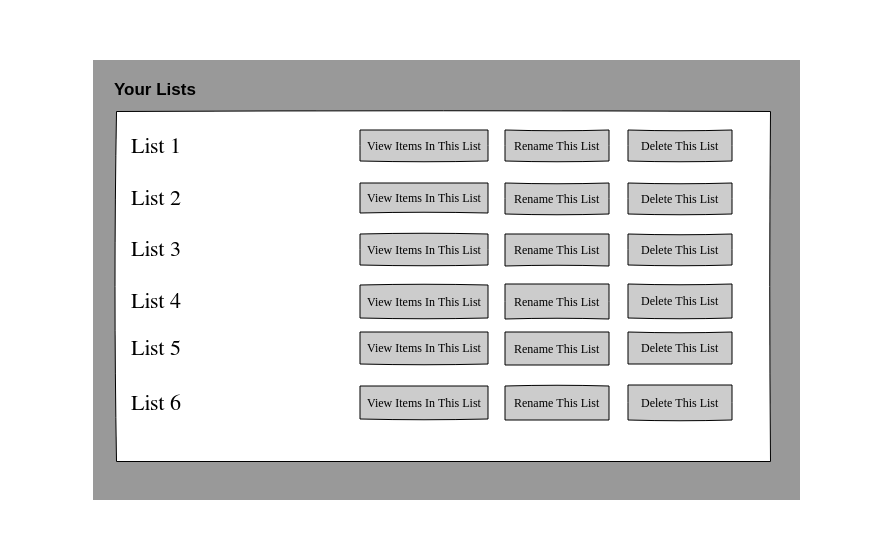 Your Lists
List 1 View Items In This List Rename This List Delete This List
List 2 View Items In This List Rename This List Delete This List
List 3 View Items In This List Rename This List Delete This List
List 4 View Items In This List Rename This List Delete This List
List 5 View Items In This List Rename This List Delete This List
List 6 View Items In This List Rename This List Delete This List